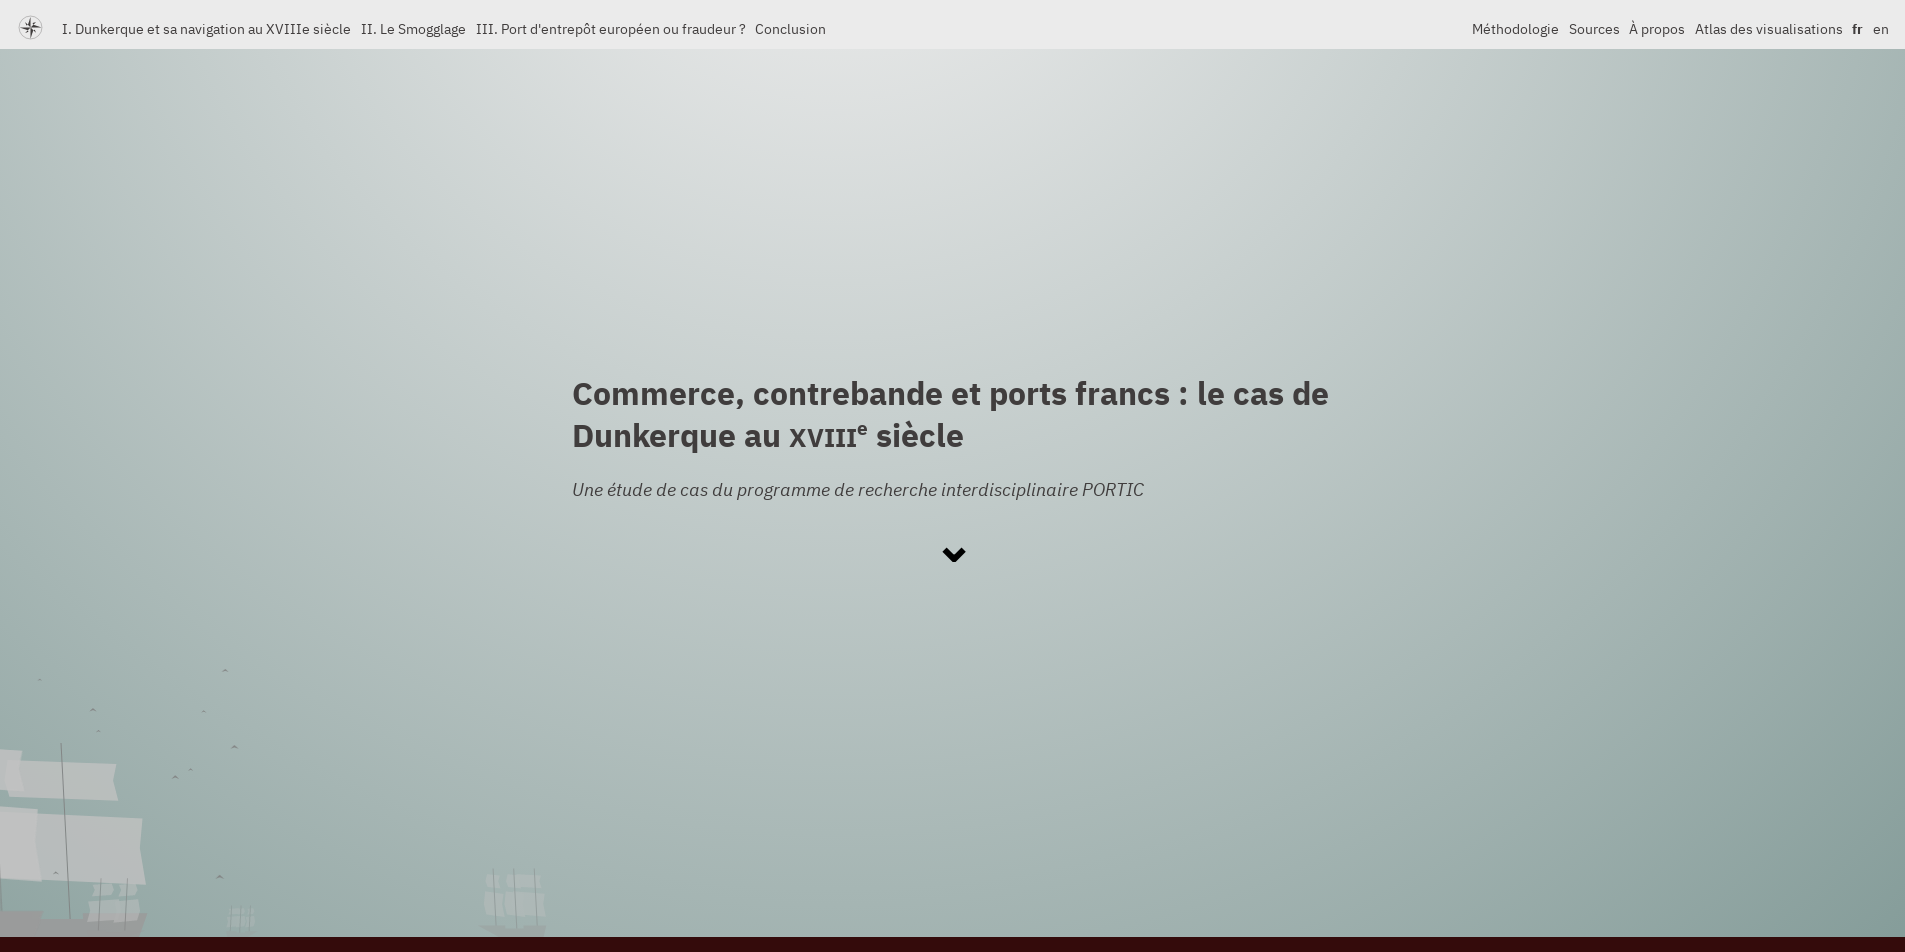 I. Dunkerque et sa navigation au XVIIIe siècle II. Le Smogglage III. Port d'entrepôt européen ou fraudeur ? Conclusion Méthodologie Sources À propos Atlas des visualisations fr en
Commerce, contrebande et ports francs : le cas de
Dunkerque au XVIIIe siècle
Une étude de cas du programme de recherche interdisciplinaire PORTIC